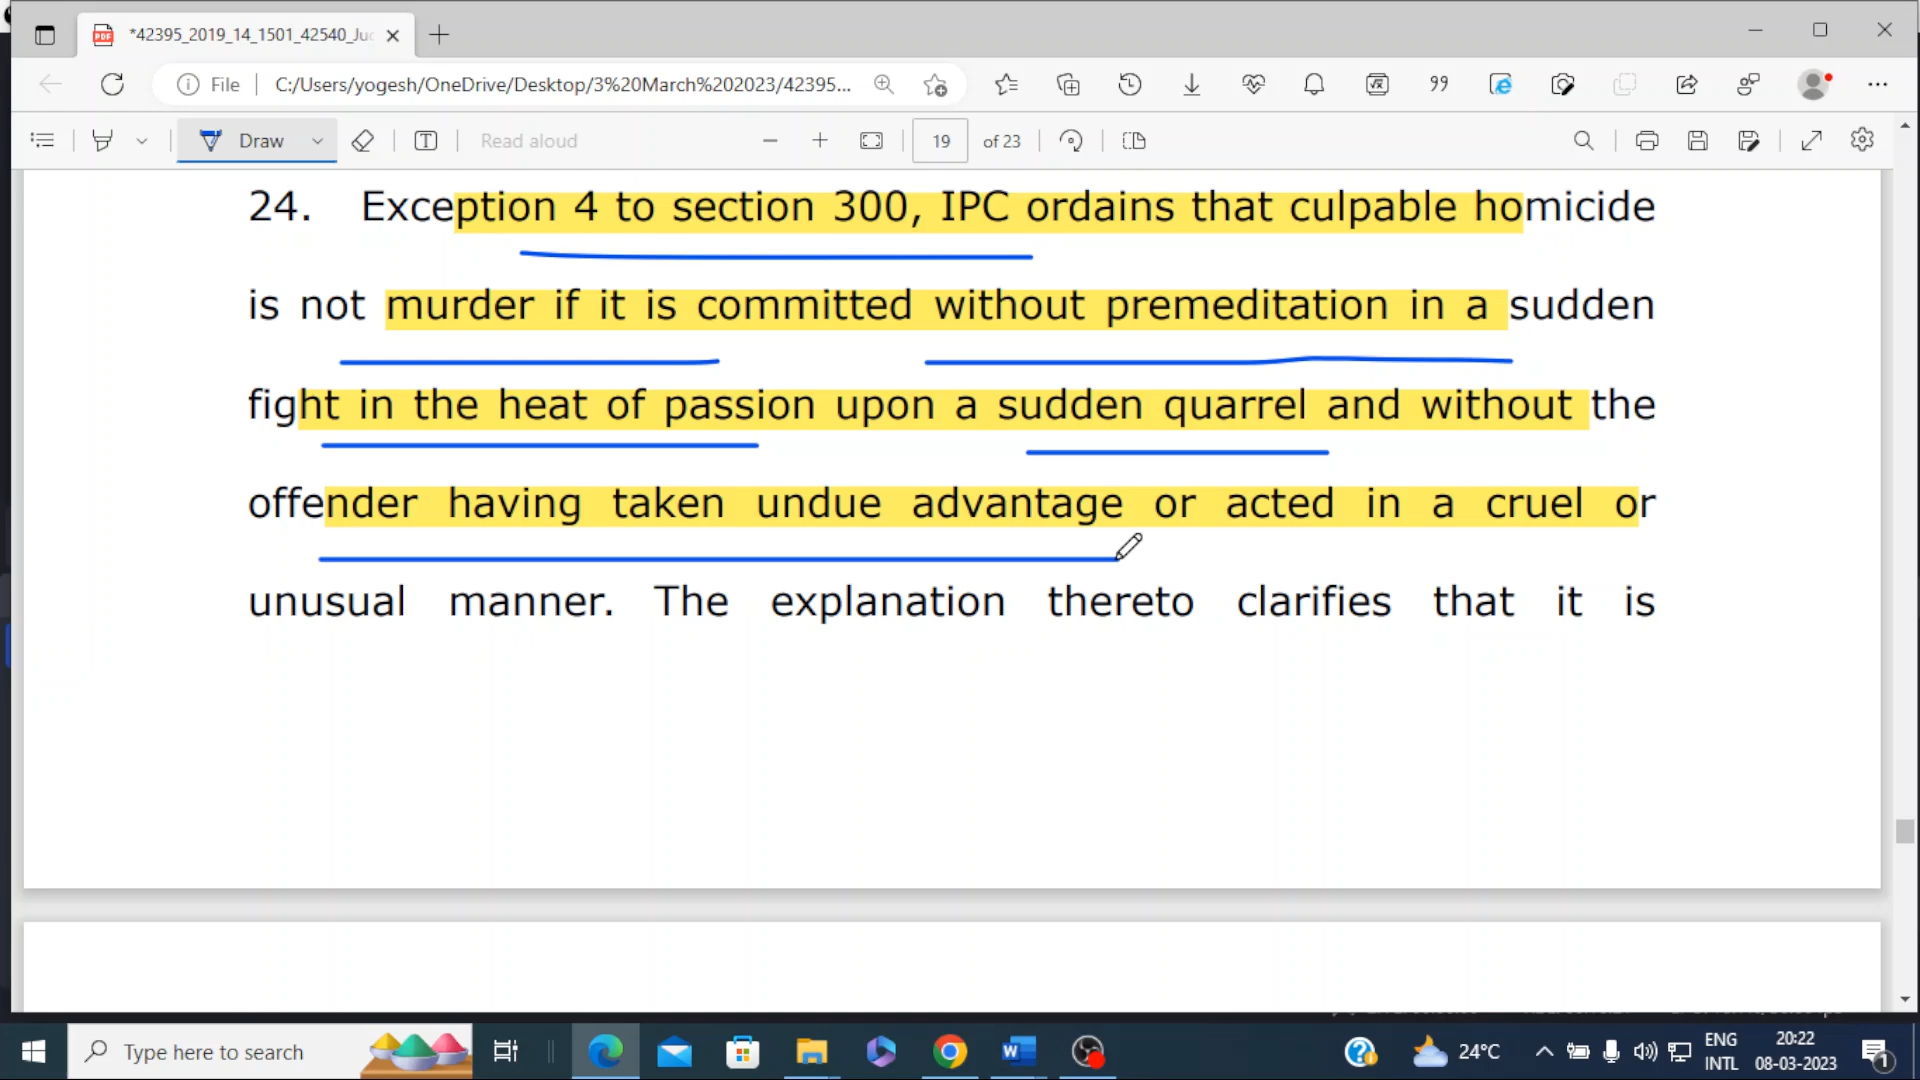 *42395_2019_14_1501_42540_Juc
File
C:/Users/yogesh/OneDrive/Desktop/3%20March%202023/42395...
Draw
Read aloud
19 of 23
24. Exception 4 to section 300, IPC ordains that culpable homicide
is not murder if it is committed without premeditation in a sudden
fight in the heat of passion upon a sudden quarrel and without the
offender having taken undue advantage or acted in a cruel or
unusual manner. The explanation thereto clarifies that it is
Type here to search
24°C
ENG
INTL
20:22
08-03-2023
1